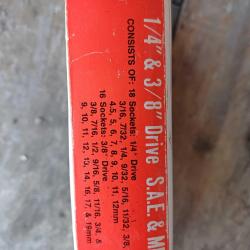 1/4" & 3/8" Drive S.A.E. &
CONSISTS OF: 18 Sockets: 1/4" Drive
3/16, 7/32, 1/4, 9/32, 5/16, 11/32, 3/8,
4.5, 5, 6, 7, 8, 9, 10, 11, 12mm
16 Sockets: 3/8" Drive
3/8, 7/16, 1/2, 9/16, 5/8, 11/16, 3/4, &
9, 10, 11, 12, 13, 14, 16, 17, & 19mm